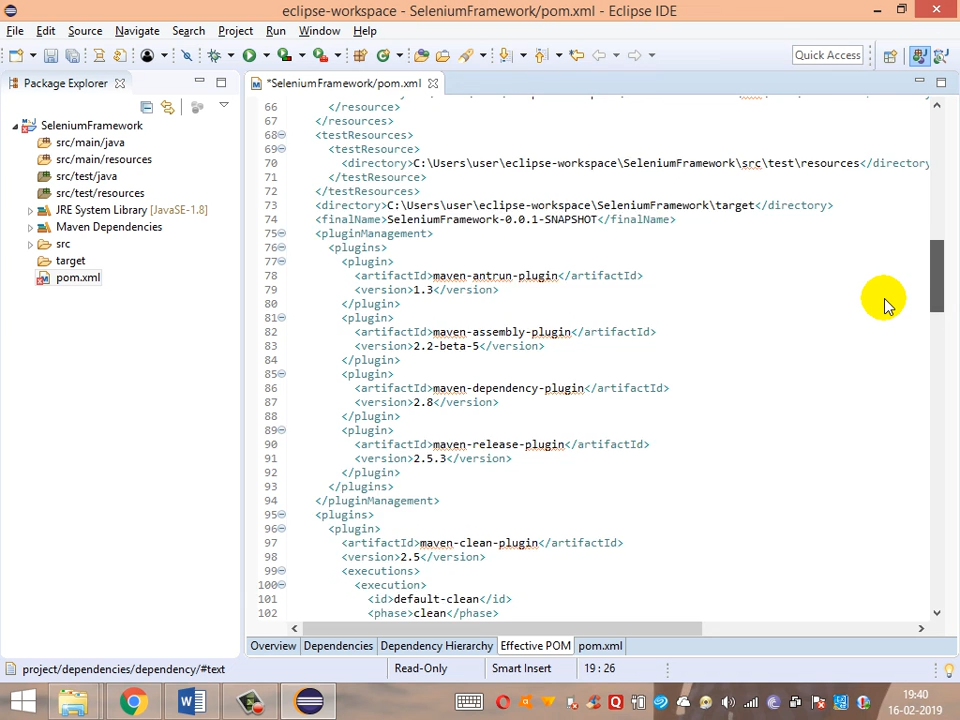 eclipse-workspace - SeleniumFramework/pom.xml - Eclipse IDE
File Edit Source Navigate Search Project Run Window Help
Quick Access
Package Explorer
*SeleniumFramework/pom.xml
SeleniumFramework
src/main/java
src/main/resources
src/test/java
src/test/resources
JRE System Library [JavaSE-1.8]
Maven Dependencies
src
target
pom.xml
66 </resource>
67 </resources>
68 <testResources>
69 <testResource>
70 <directory>C:\Users\user\eclipse-workspace\SeleniumFramework\src\test\resources</directory
71 </testResource>
72 </testResources>
73 <directory>C:\Users\user\eclipse-workspace\SeleniumFramework\target</directory>
74 <finalName>SeleniumFramework-0.0.1-SNAPSHOT</finalName>
75 <pluginManagement>
76 <plugins>
77 <plugin>
78 <artifactId>maven-antrun-plugin</artifactId>
79 <version>1.3</version>
80 </plugin>
81 <plugin>
82 <artifactId>maven-assembly-plugin</artifactId>
83 <version>2.2-beta-5</version>
84 </plugin>
85 <plugin>
86 <artifactId>maven-dependency-plugin</artifactId>
87 <version>2.8</version>
88 </plugin>
89 <plugin>
90 <artifactId>maven-release-plugin</artifactId>
91 <version>2.5.3</version>
92 </plugin>
93 </plugins>
94 </pluginManagement>
95 <plugins>
96 <plugin>
97 <artifactId>maven-clean-plugin</artifactId>
98 <version>2.5</version>
99 <executions>
100 <execution>
101 <id>default-clean</id>
102 <phase>clean</phase>
Overview Dependencies Dependency Hierarchy Effective POM pom.xml
project/dependencies/dependency/#text Read-Only Smart Insert 19 : 26
19:40
16-02-2019